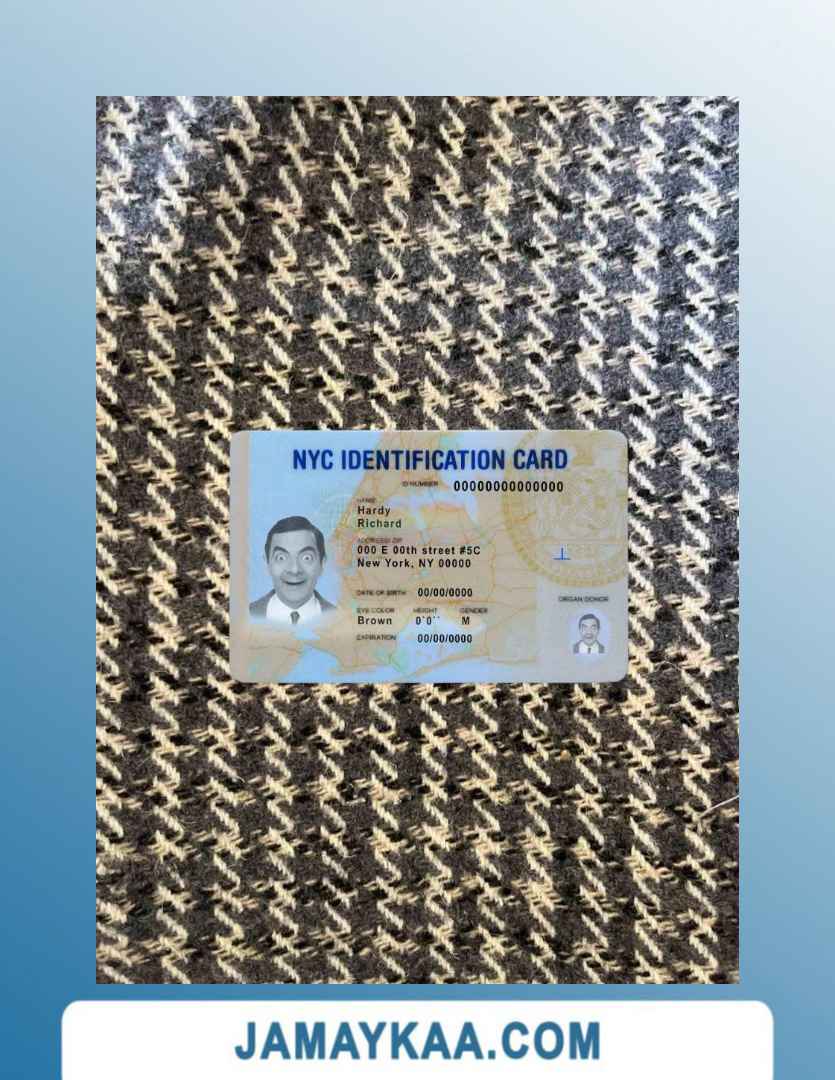 NYC IDENTIFICATION CARD
ID NUMBER 00000000000000
NAME
Hardy
Richard
ADDRESS/ ZIP
000 E 00th street #5C
New York, NY 00000
DATE OF BIRTH 00/00/0000
EYE COLOR HEIGHT GENDER
Brown 0`0`` M
EXPIRATION 00/00/0000
ORGAN DONOR
JAMAYKAA.COM